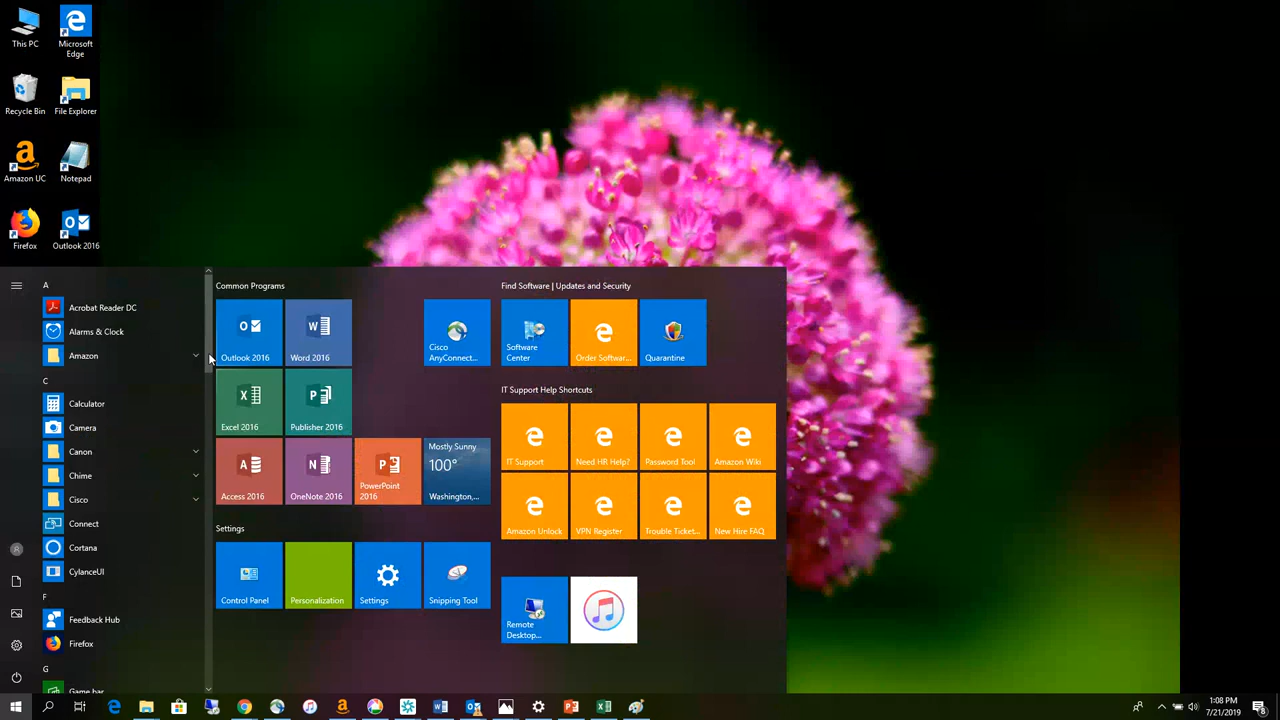 This PC
Microsoft
Edge
Recycle Bin
File Explorer
Amazon UC
Notepad
Firefox
Outlook 2016
A
Acrobat Reader DC
Alarms & Clock
Amazon
C
Calculator
Camera
Canon
Chime
Cisco
Connect
Cortana
CylanceUI
F
Feedback Hub
Firefox
G
Game bar
Common Programs
Outlook 2016
Word 2016
Cisco
AnyConnect...
Excel 2016
Publisher 2016
Access 2016
OneNote 2016
PowerPoint
2016
Mostly Sunny
100°
Washington,...
Settings
Control Panel
Personalization
Settings
Snipping Tool
Find Software | Updates and Security
Software
Center
Order Softwar...
Quarantine
IT Support Help Shortcuts
IT Support
Need HR Help?
Password Tool
Amazon Wiki
Amazon Unlock
VPN Register
Trouble Ticket...
New Hire FAQ
Remote
Desktop...
1:08 PM
7/21/2019
8